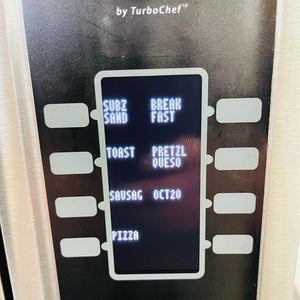 by TurboChef™
SUBZ BREAK
SAND FAST
TOAST PRETZL
QUESO
SAUSAG OCT20
PIZZA